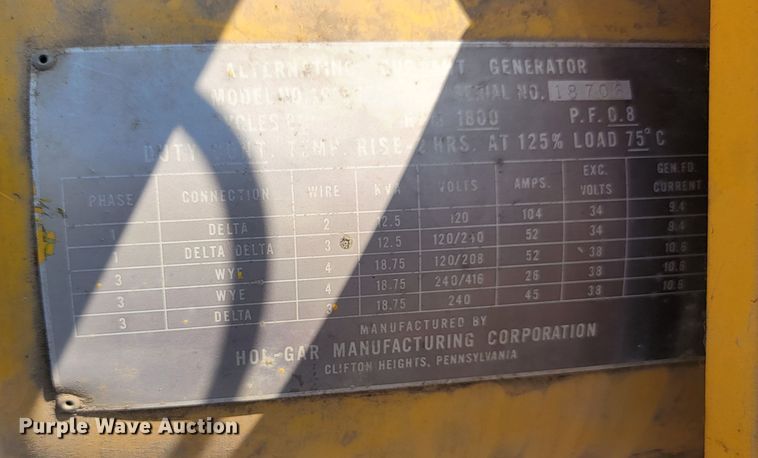 ALTERNATING CURRENT GENERATOR
MODEL NO. SERIAL NO. 18706
CYCLES 1800 P.F. 0.8
DUTY CONT. TEMP. RISE-2 HRS. AT 125% LOAD 75° C
PHASE CONNECTION WIRE KVA VOLTS AMPS. EXC. VOLTS GEN. FD. CURRENT
1 DELTA 2 12.5 120 104 34 9.4
1 DELTA DELTA 3 12.5 120/240 52 34 9.4
3 WYE 4 18.75 120/208 52 38 10.6
3 WYE 4 18.75 240/416 26 38 10.6
3 DELTA 3 18.75 240 45 38 10.6
MANUFACTURED BY
HOL-GAR MANUFACTURING CORPORATION
CLIFTON HEIGHTS, PENNSYLVANIA
Purple Wave Auction